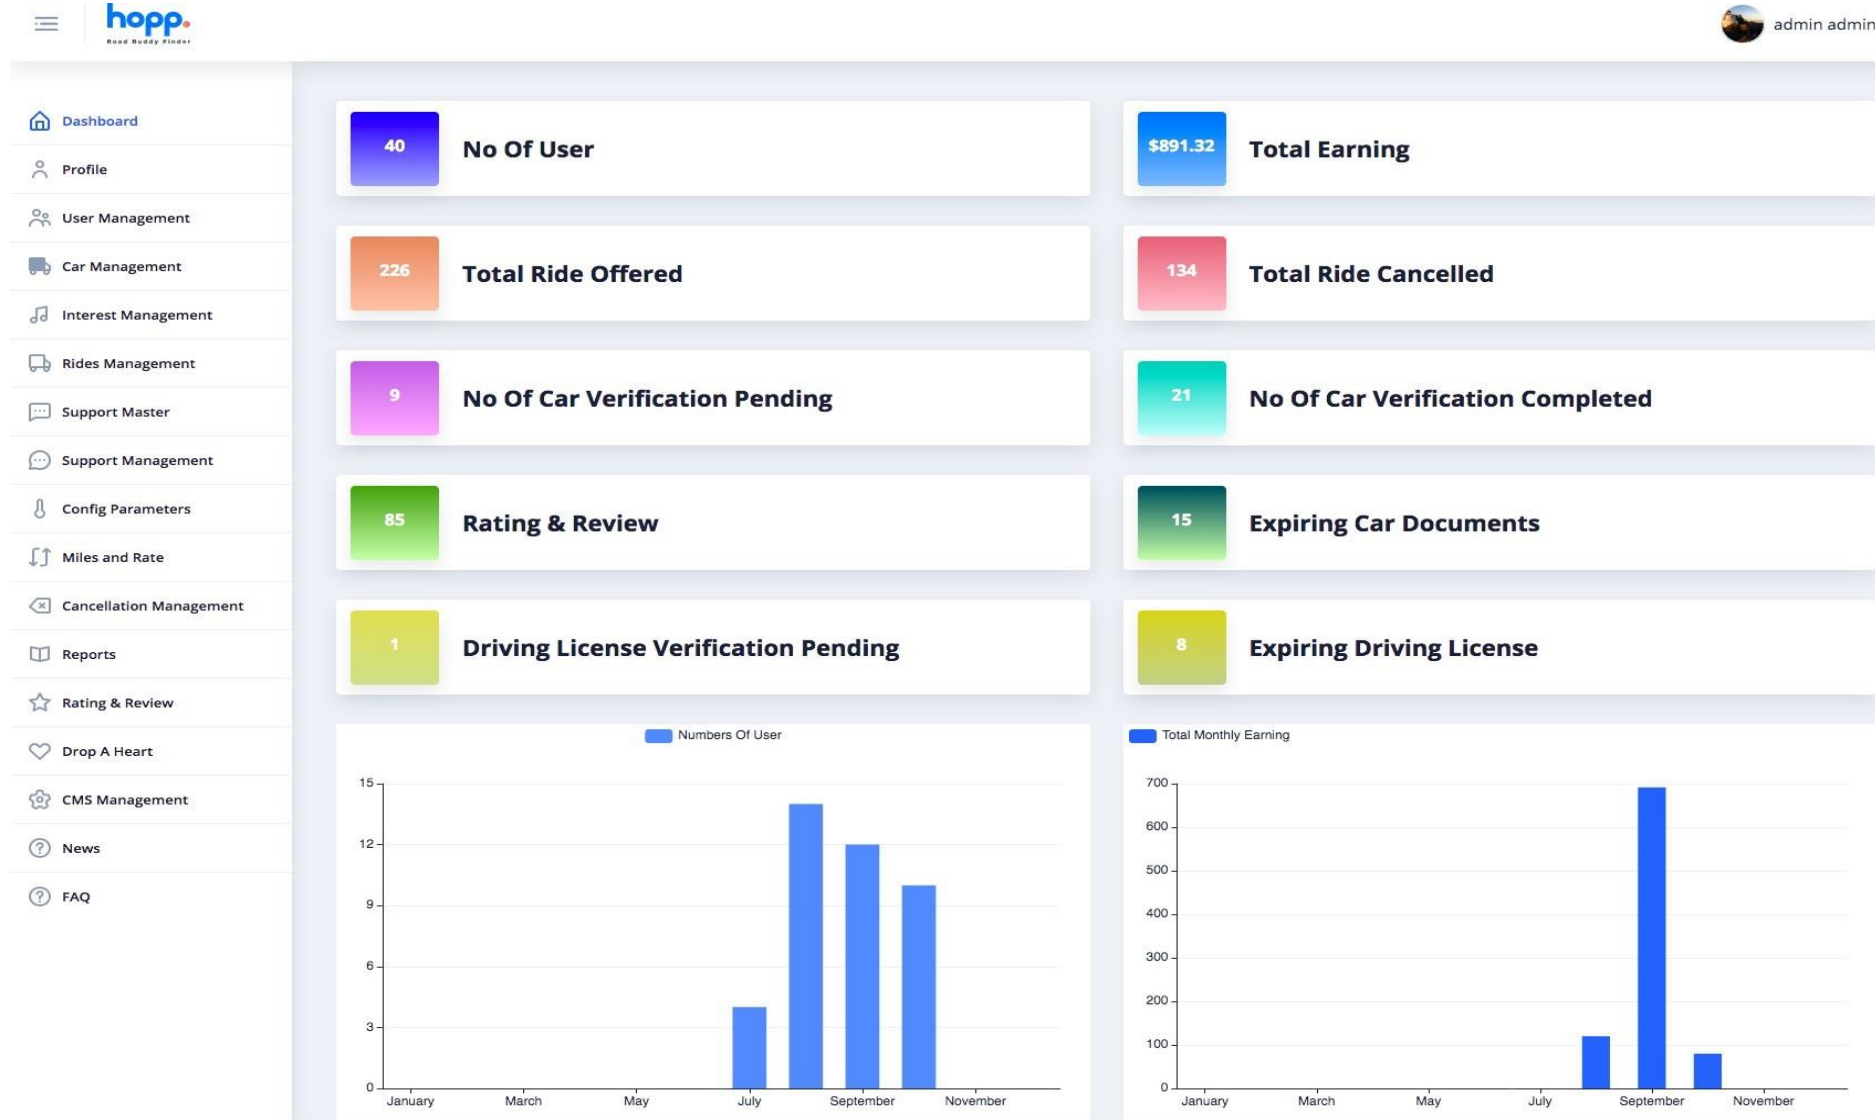 hopp.
Road Buddy Finder
admin admin
Dashboard
Profile
User Management
Car Management
Interest Management
Rides Management
Support Master
Support Management
Config Parameters
Miles and Rate
Cancellation Management
Reports
Rating & Review
Drop A Heart
CMS Management
News
FAQ
40 No Of User
$891.32 Total Earning
226 Total Ride Offered
134 Total Ride Cancelled
9 No Of Car Verification Pending
21 No Of Car Verification Completed
85 Rating & Review
15 Expiring Car Documents
1 Driving License Verification Pending
8 Expiring Driving License
Numbers Of User
15
12
9
6
3
0
January March May July September November
Total Monthly Earning
700
600
500
400
300
200
100
0
January March May July September November